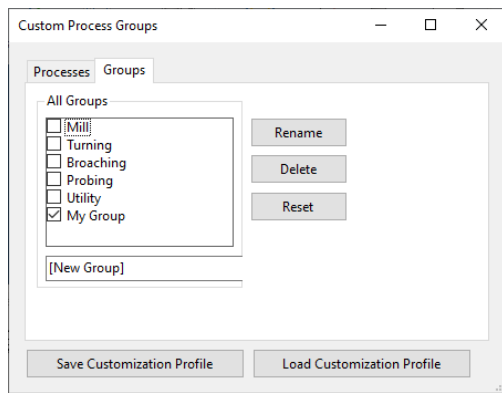 Custom Process Groups
Processes
Groups
All Groups
Mill
Turning
Broaching
Probing
Utility
My Group
[New Group]
Rename
Delete
Reset
Save Customization Profile
Load Customization Profile